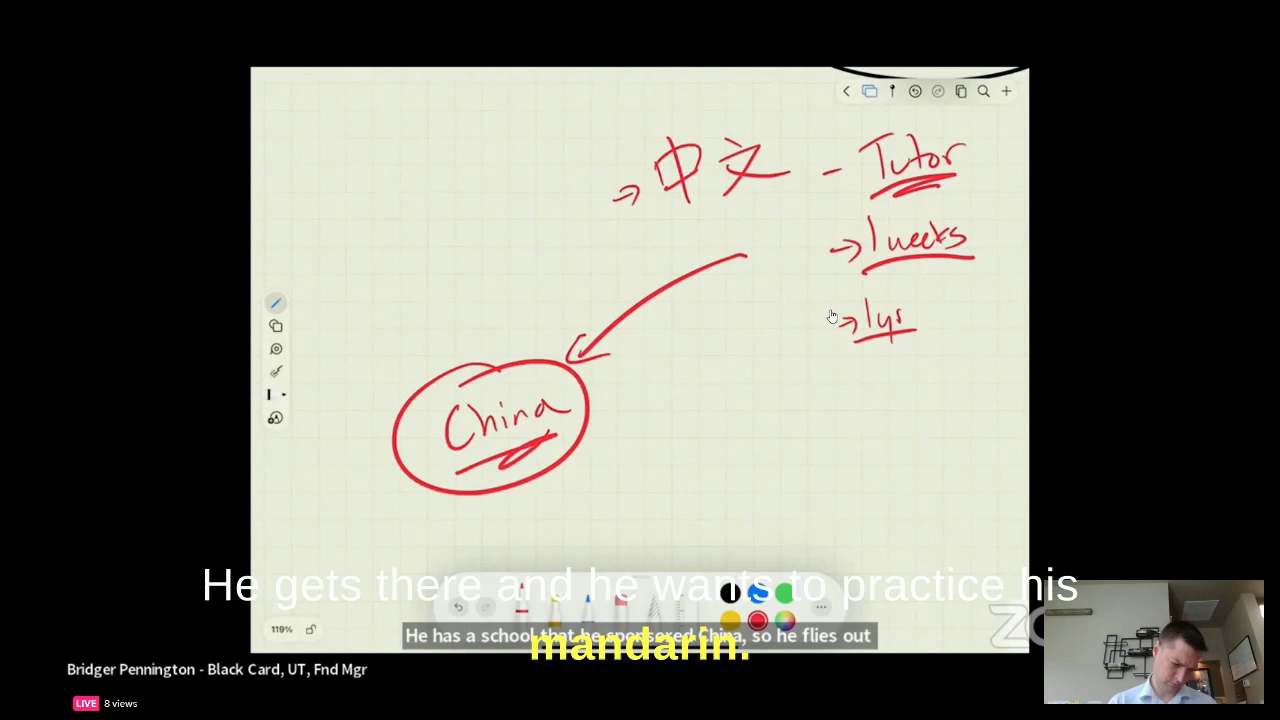 → 中文 - Tutor
→ 1 weeks
→ 1 yr
China
He gets there and he wants to practice his
mandarin.
119%
He has a school that he sponsored China, so he flies out
Bridger Pennington - Black Card, UT, Fnd Mgr
LIVE 8 views